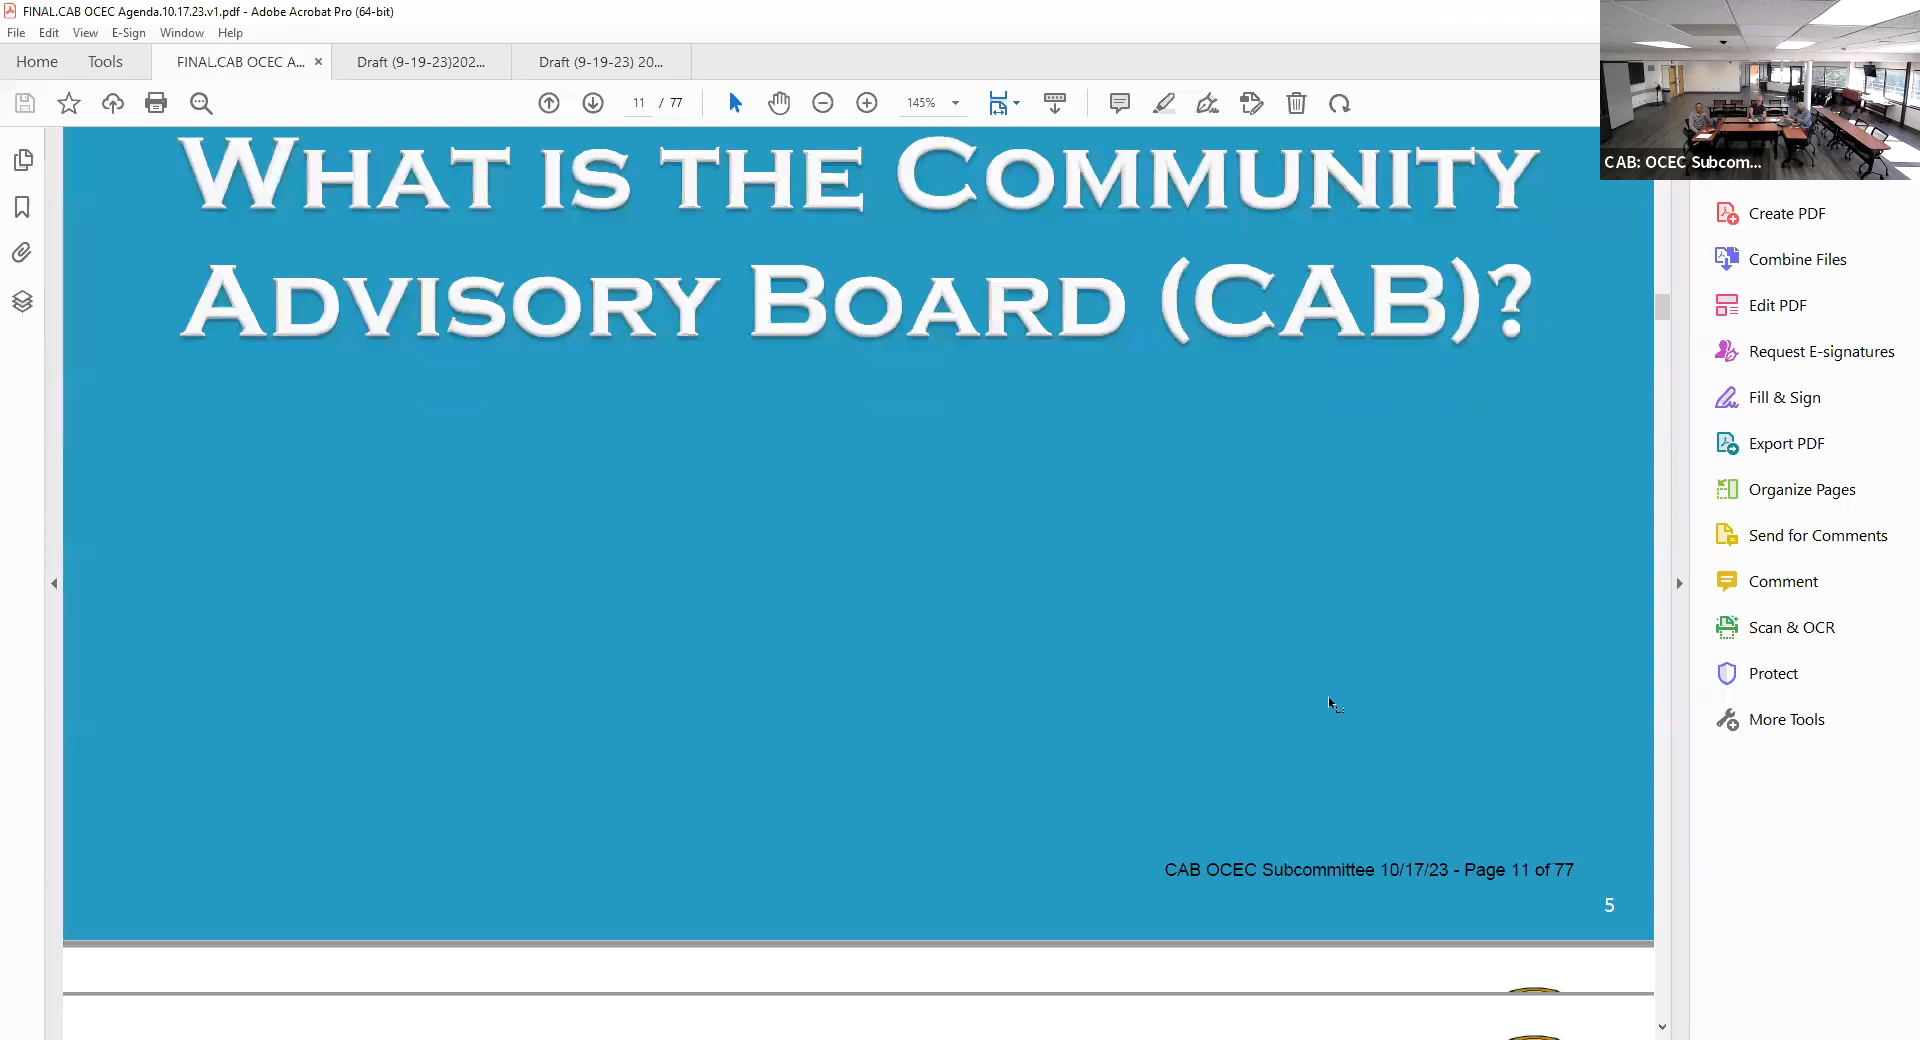 FINAL.CAB OCEC Agenda.10.17.23.v1.pdf - Adobe Acrobat Pro (64-bit)
File Edit View E-Sign Window Help
Home Tools FINAL.CAB OCEC A... × Draft (9-19-23)202... Draft (9-19-23) 20...
11 / 77 145%
CAB: OCEC Subcom...
WHAT IS THE COMMUNITY
ADVISORY BOARD (CAB)?
CAB OCEC Subcommittee 10/17/23 - Page 11 of 77
5
Create PDF
Combine Files
Edit PDF
Request E-signatures
Fill & Sign
Export PDF
Organize Pages
Send for Comments
Comment
Scan & OCR
Protect
More Tools